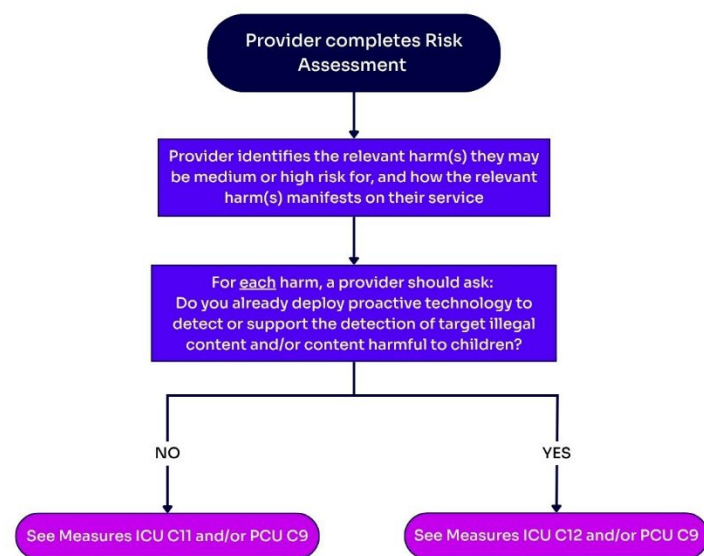 Provider completes Risk
Assessment
Provider identifies the relevant harm(s) they may
be medium or high risk for, and how the relevant
harm(s) manifests on their service
For each harm, a provider should ask:
Do you already deploy proactive technology to
detect or support the detection of target illegal
content and/or content harmful to children?
NO
YES
See Measures ICU C11 and/or PCU C9
See Measures ICU C12 and/or PCU C9